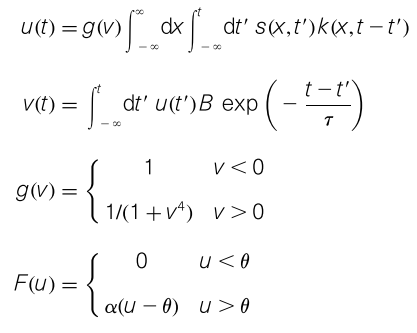 u(t) = g(v) ∫_{-∞}^{∞} dx ∫_{-∞}^{t} dt′ s(x,t′)k(x,t − t′)
v(t) = ∫_{-∞}^{t} dt′ u(t′)B exp(− (t − t′)/τ)
g(v) = { 1 v < 0
1/(1 + v⁴) v > 0
F(u) = { 0 u < θ
α(u − θ) u > θ